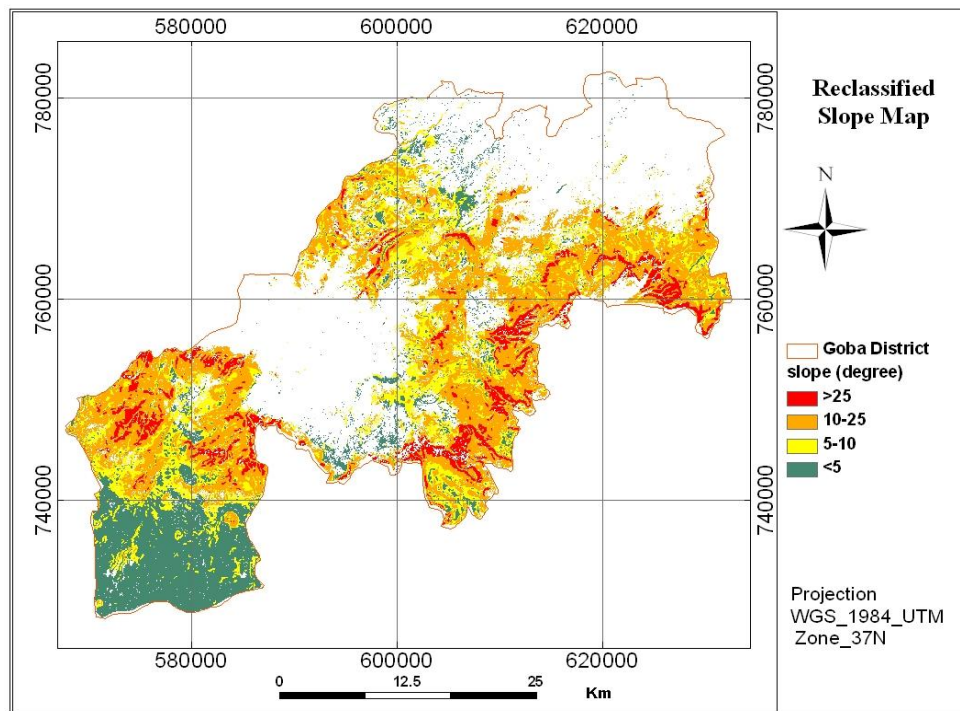 580000 600000 620000
780000 780000
760000 760000
740000 740000
580000 600000 620000
0 12.5 25
Km
Reclassified
Slope Map
N
Goba District
slope (degree)
>25
10-25
5-10
<5
Projection
WGS_1984_UTM
Zone_37N